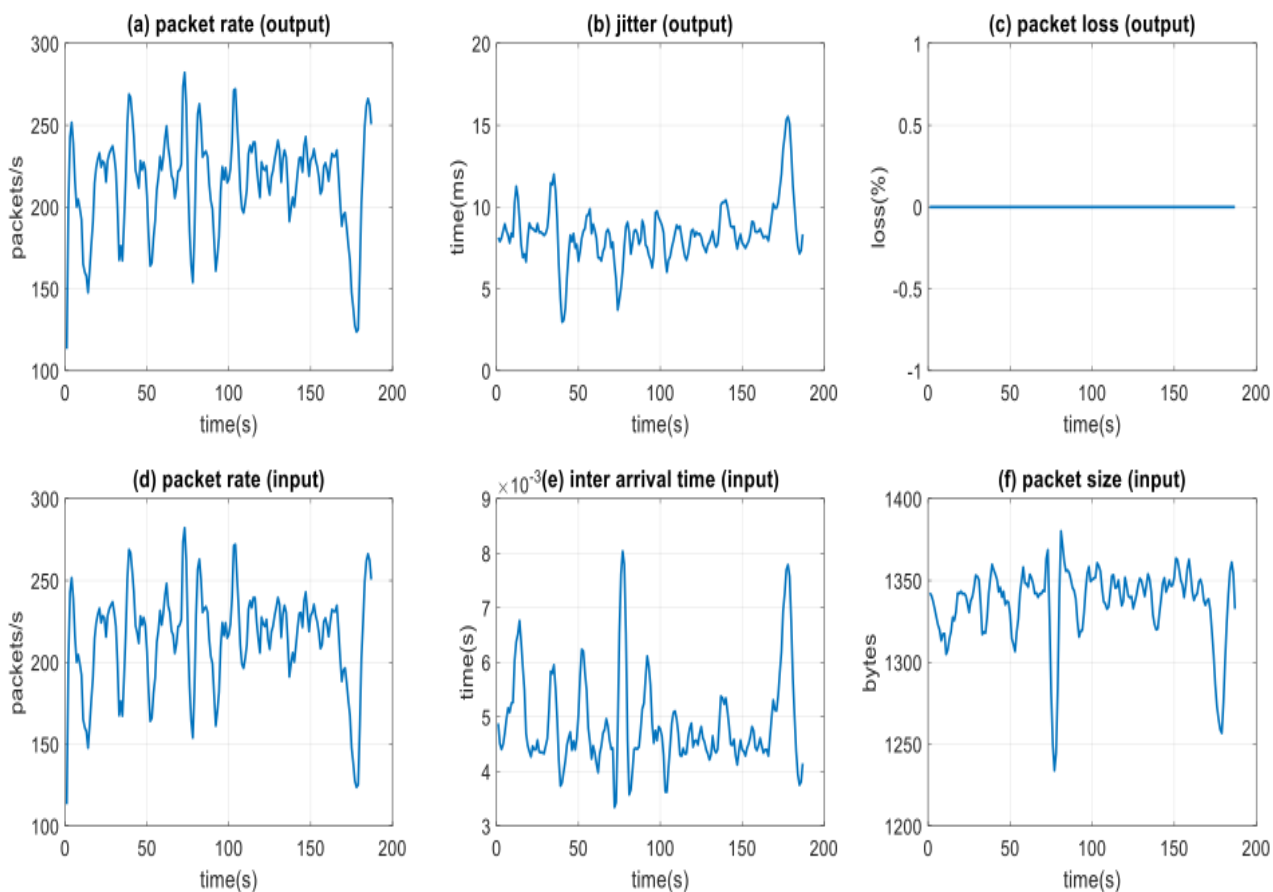 (a) packet rate (output)
300
250
200
150
100
packets/s
0 50 100 150 200
time(s)
(b) jitter (output)
20
15
10
5
0
time(ms)
0 50 100 150 200
time(s)
(c) packet loss (output)
1
0.5
0
-0.5
-1
loss(%)
0 50 100 150 200
time(s)
(d) packet rate (input)
300
250
200
150
100
packets/s
0 50 100 150 200
time(s)
×10⁻³ (e) inter arrival time (input)
9
8
7
6
5
4
3
time(s)
0 50 100 150 200
time(s)
(f) packet size (input)
1400
1350
1300
1250
1200
bytes
0 50 100 150 200
time(s)